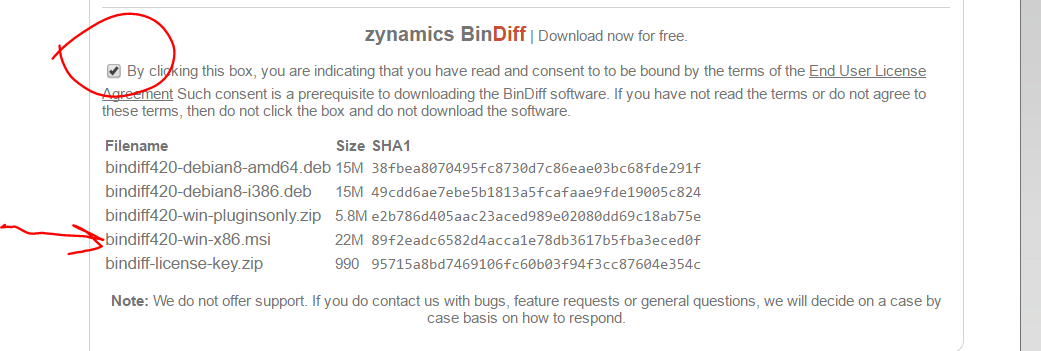 zynamics BinDiff | Download now for free.
By clicking this box, you are indicating that you have read and consent to to be bound by the terms of the End User License
Agreement Such consent is a prerequisite to downloading the BinDiff software. If you have not read the terms or do not agree to
these terms, then do not click the box and do not download the software.
Filename Size SHA1
bindiff420-debian8-amd64.deb 15M 38fbea8070495fc8730d7c86eae03bc68fde291f
bindiff420-debian8-i386.deb 15M 49cdd6ae7ebe5b1813a5fcafaae9fde19005c824
bindiff420-win-pluginsonly.zip 5.8M e2b786d405aac23aced989e02080dd69c18ab75e
bindiff420-win-x86.msi 22M 89f2eadc6582d4acca1e78db3617b5fba3eced0f
bindiff-license-key.zip 990 95715a8bd7469106fc60b03f94f3cc87604e354c
Note: We do not offer support. If you do contact us with bugs, feature requests or general questions, we will decide on a case by
case basis on how to respond.